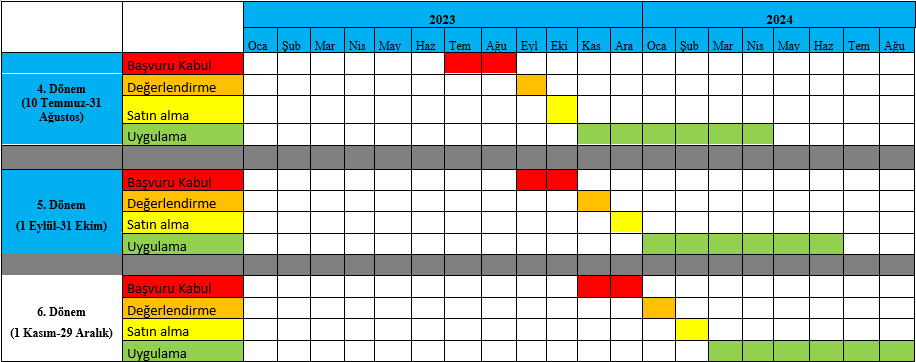 2023 2024
Oca Şub Mar Nis May Haz Tem Ağu Eyl Eki Kas Ara Oca Şub Mar Nis May Haz Tem Ağu
4. Dönem
(10 Temmuz-31
Ağustos)
Başvuru Kabul
Değerlendirme
Satın alma
Uygulama
5. Dönem
(1 Eylül-31 Ekim)
Başvuru Kabul
Değerlendirme
Satın alma
Uygulama
6. Dönem
(1 Kasım-29 Aralık)
Başvuru Kabul
Değerlendirme
Satın alma
Uygulama